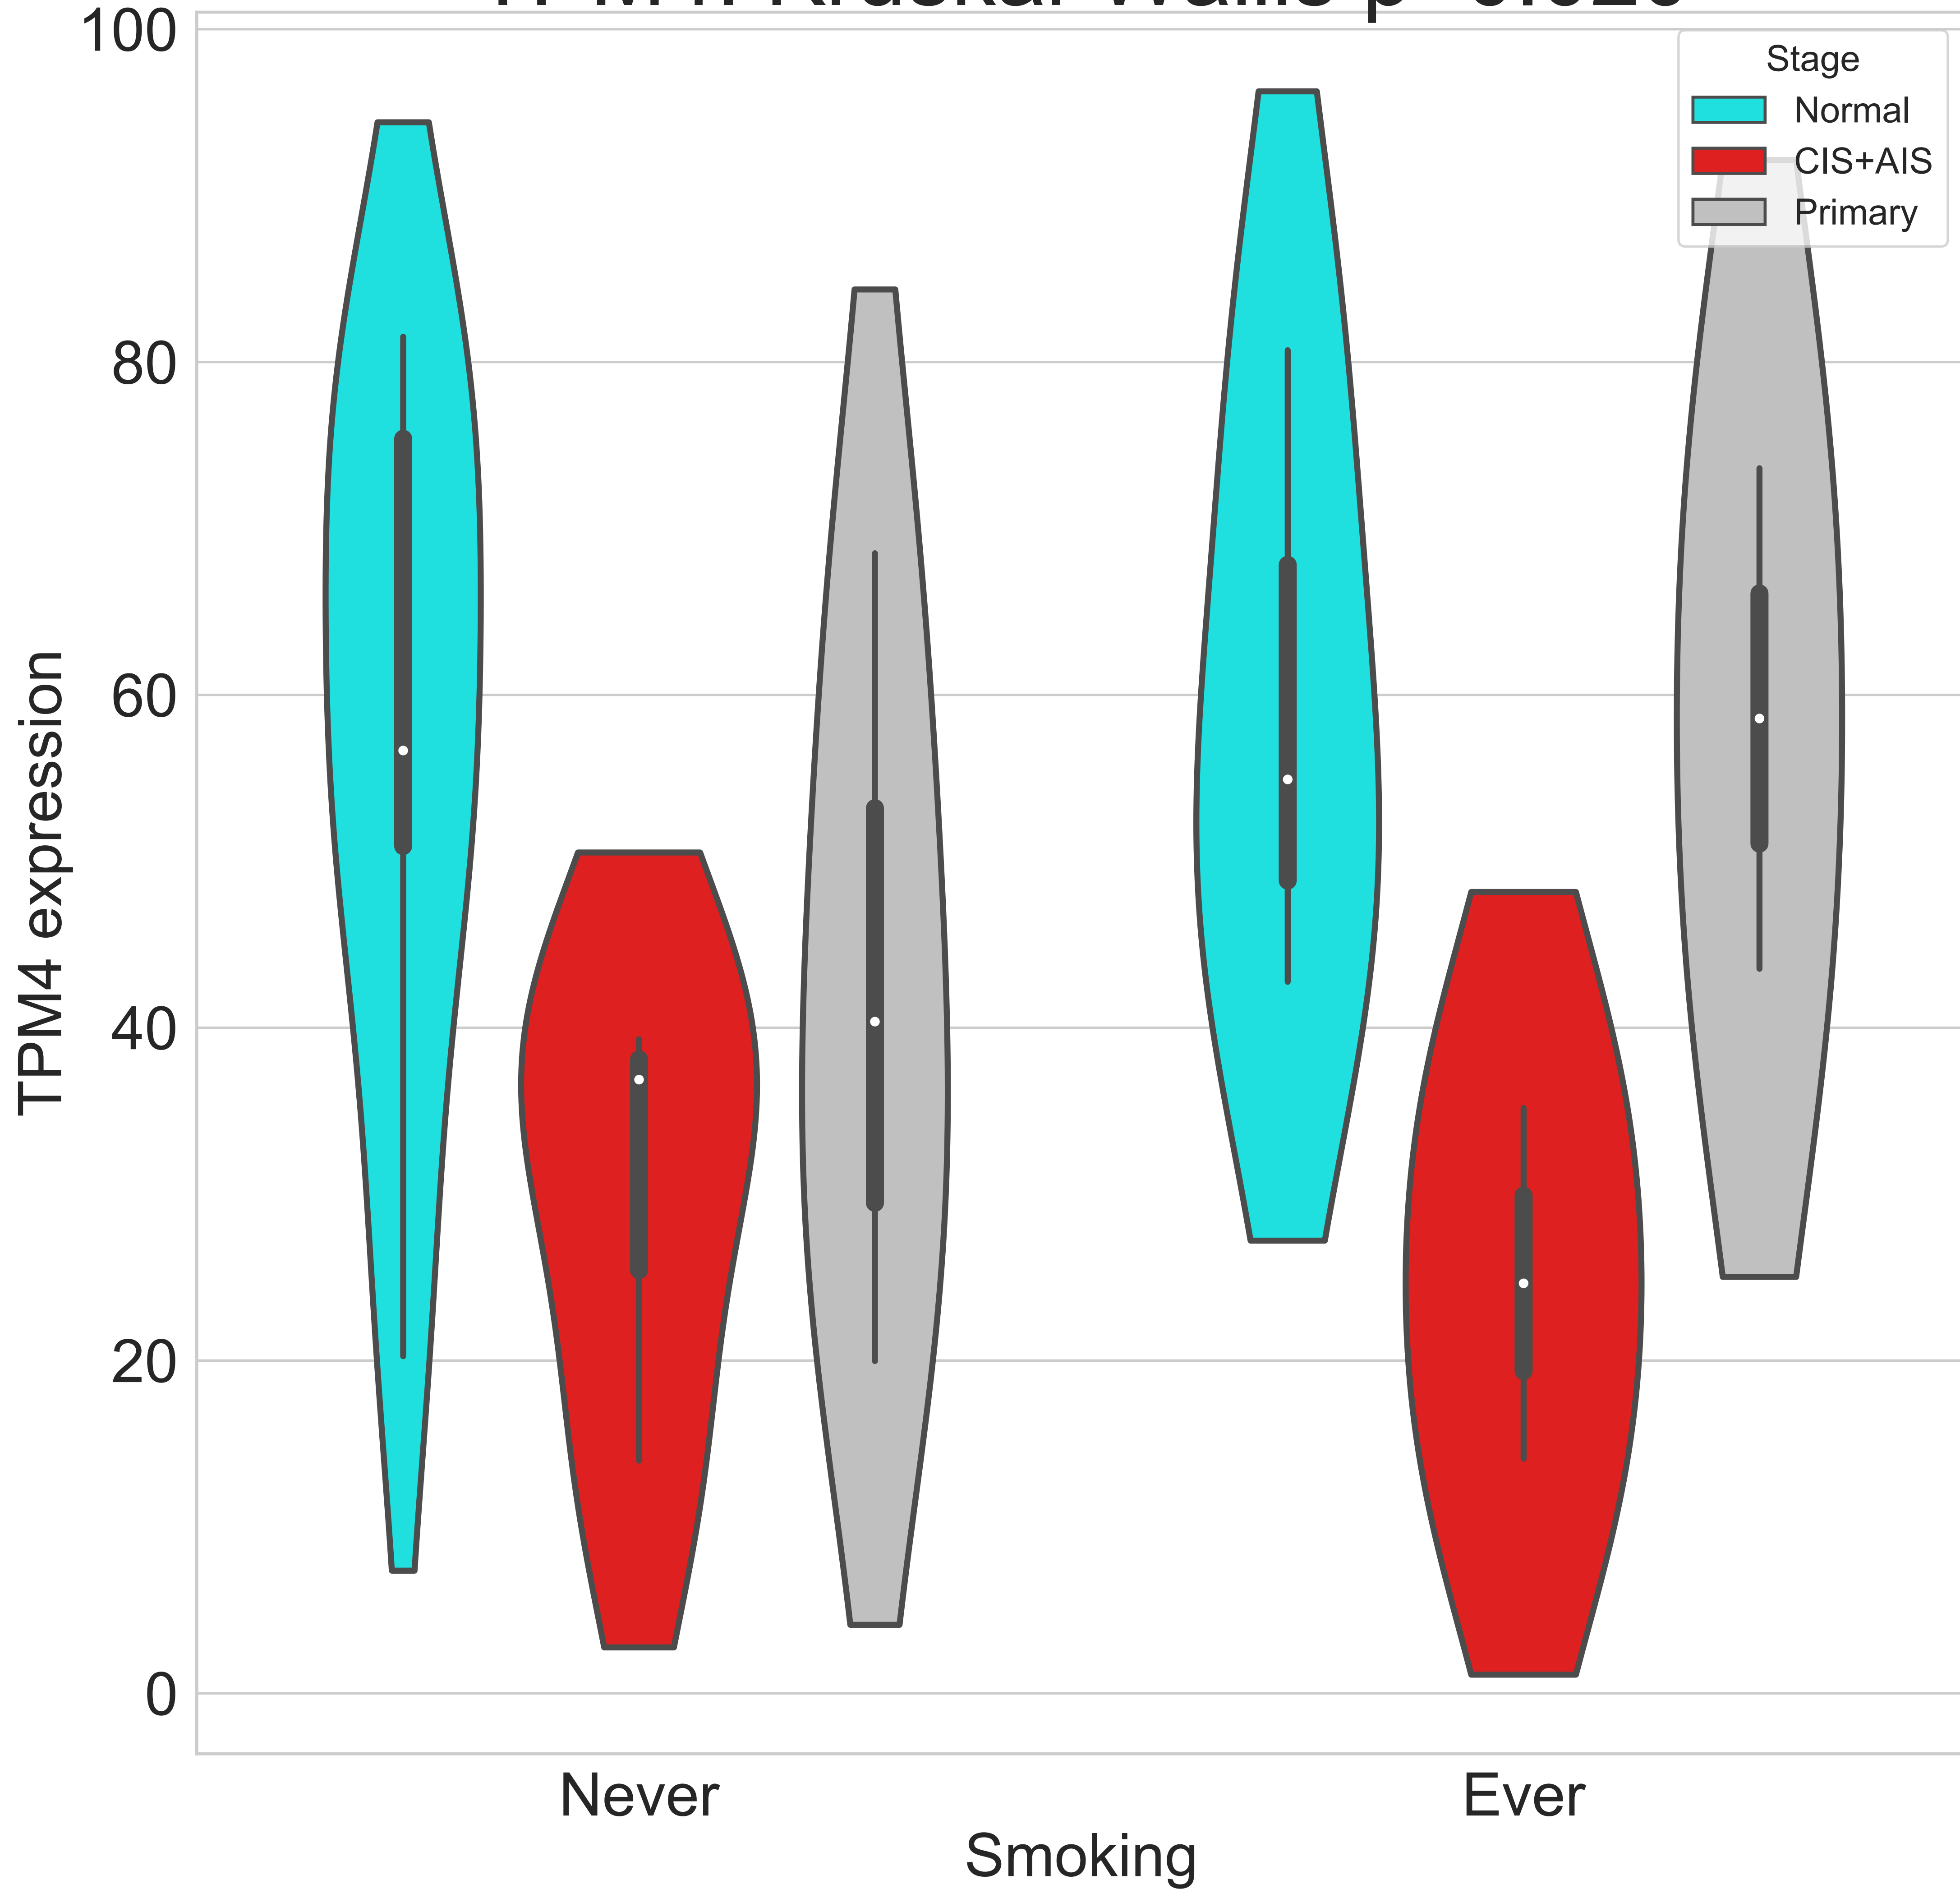 100
80
60
40
20
0
TPM4 expression
Stage
Normal
CIS+AIS
Primary
Never
Ever
Smoking